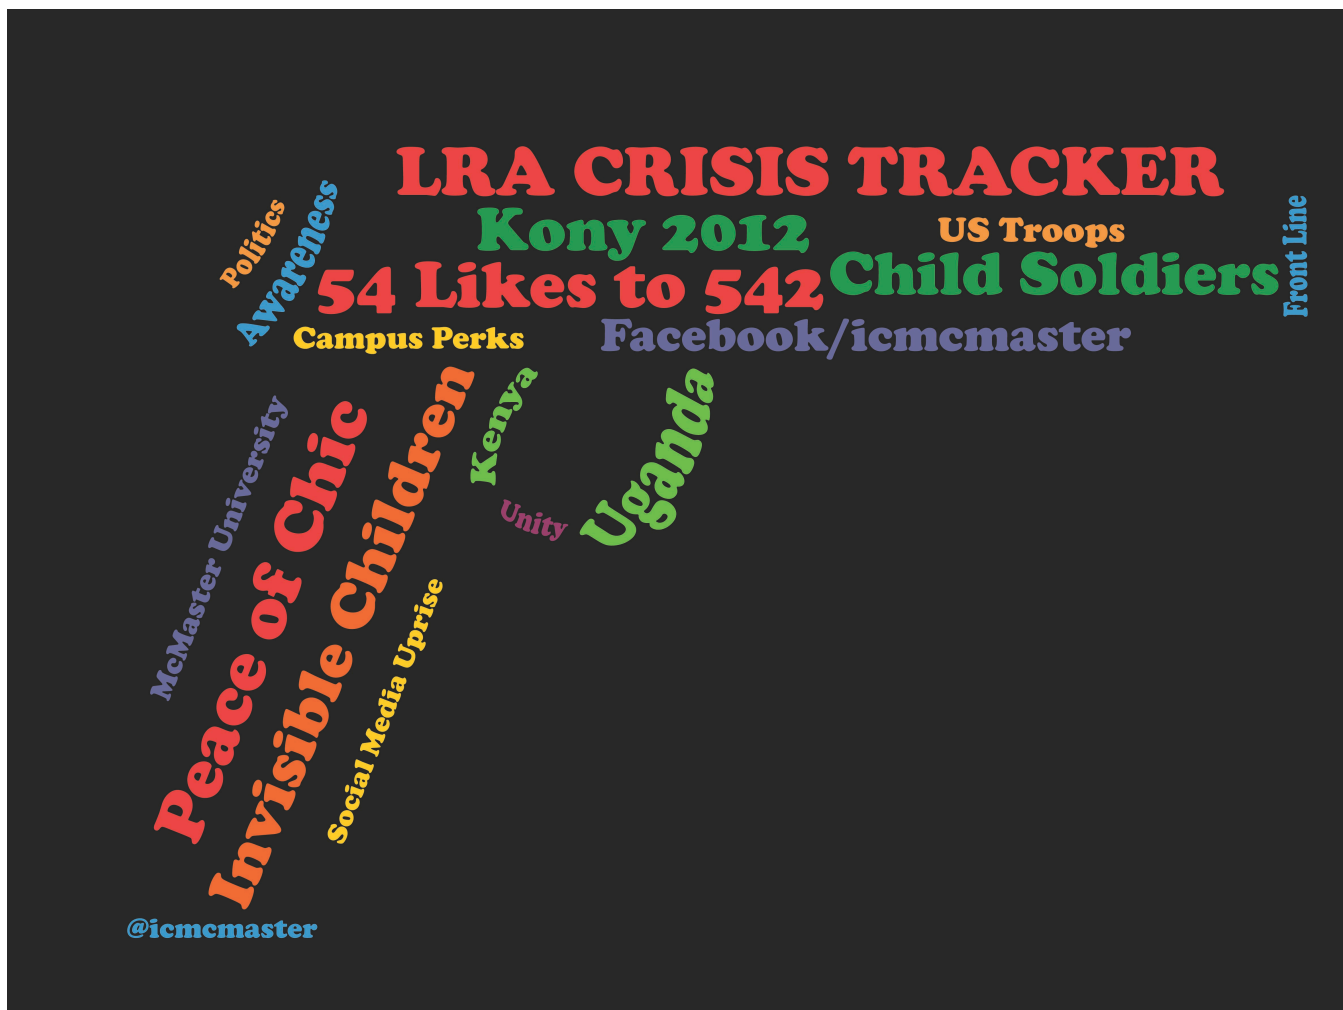 LRA CRISIS TRACKER
Politics
Awareness
Kony 2012
US Troops
Front Line
54 Likes to 542
Child Soldiers
Campus Perks
Facebook/icmcmaster
McMaster University
Peace of Chic
Invisible Children
Kenya
Unity
Uganda
Social Media Uprise
@icmcmaster